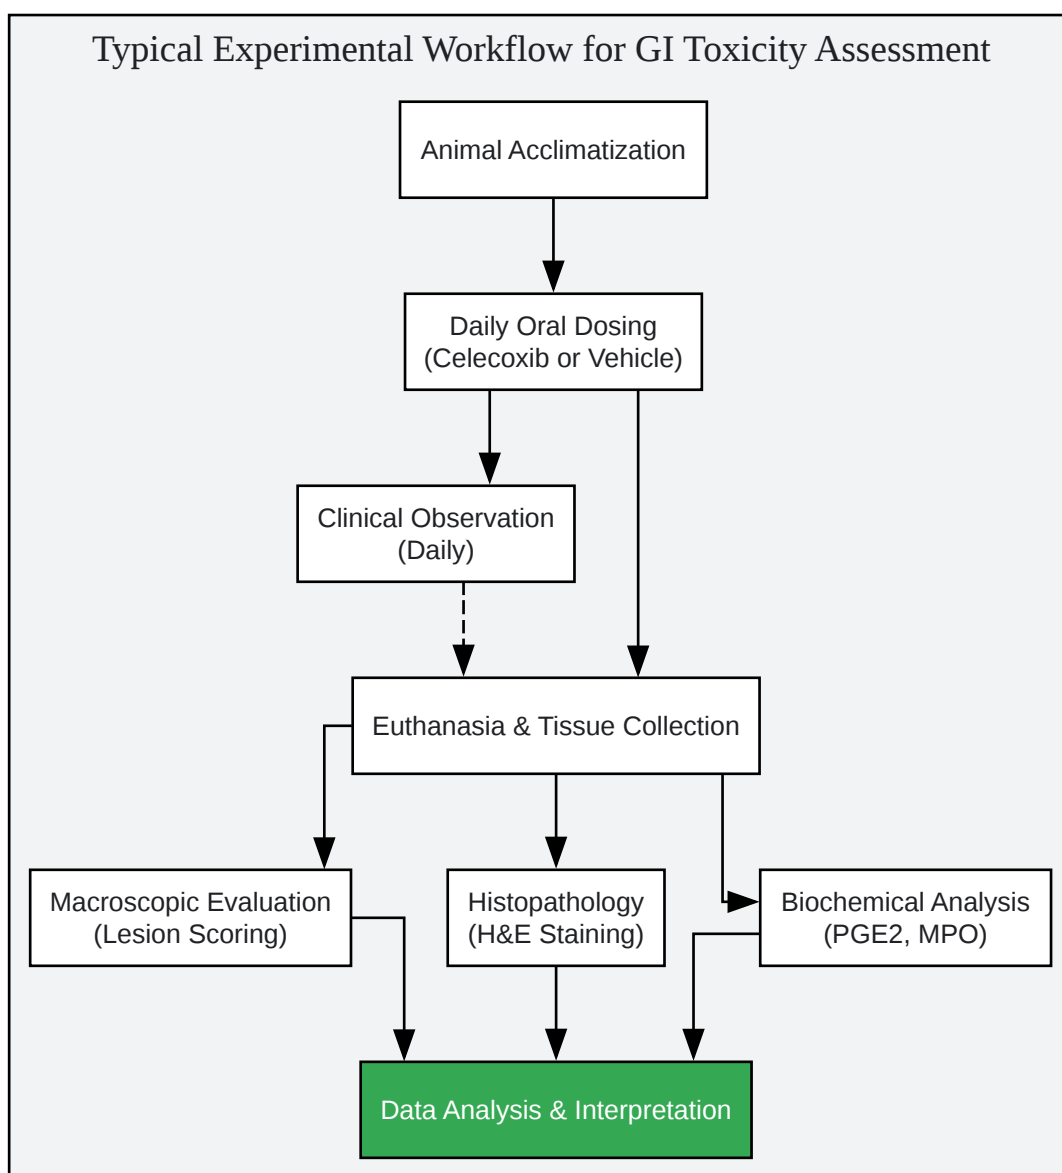 Typical Experimental Workflow for GI Toxicity Assessment
Animal Acclimatization
Daily Oral Dosing
(Celecoxib or Vehicle)
Clinical Observation
(Daily)
Euthanasia & Tissue Collection
Macroscopic Evaluation
(Lesion Scoring)
Histopathology
(H&E Staining)
Biochemical Analysis
(PGE2, MPO)
Data Analysis & Interpretation